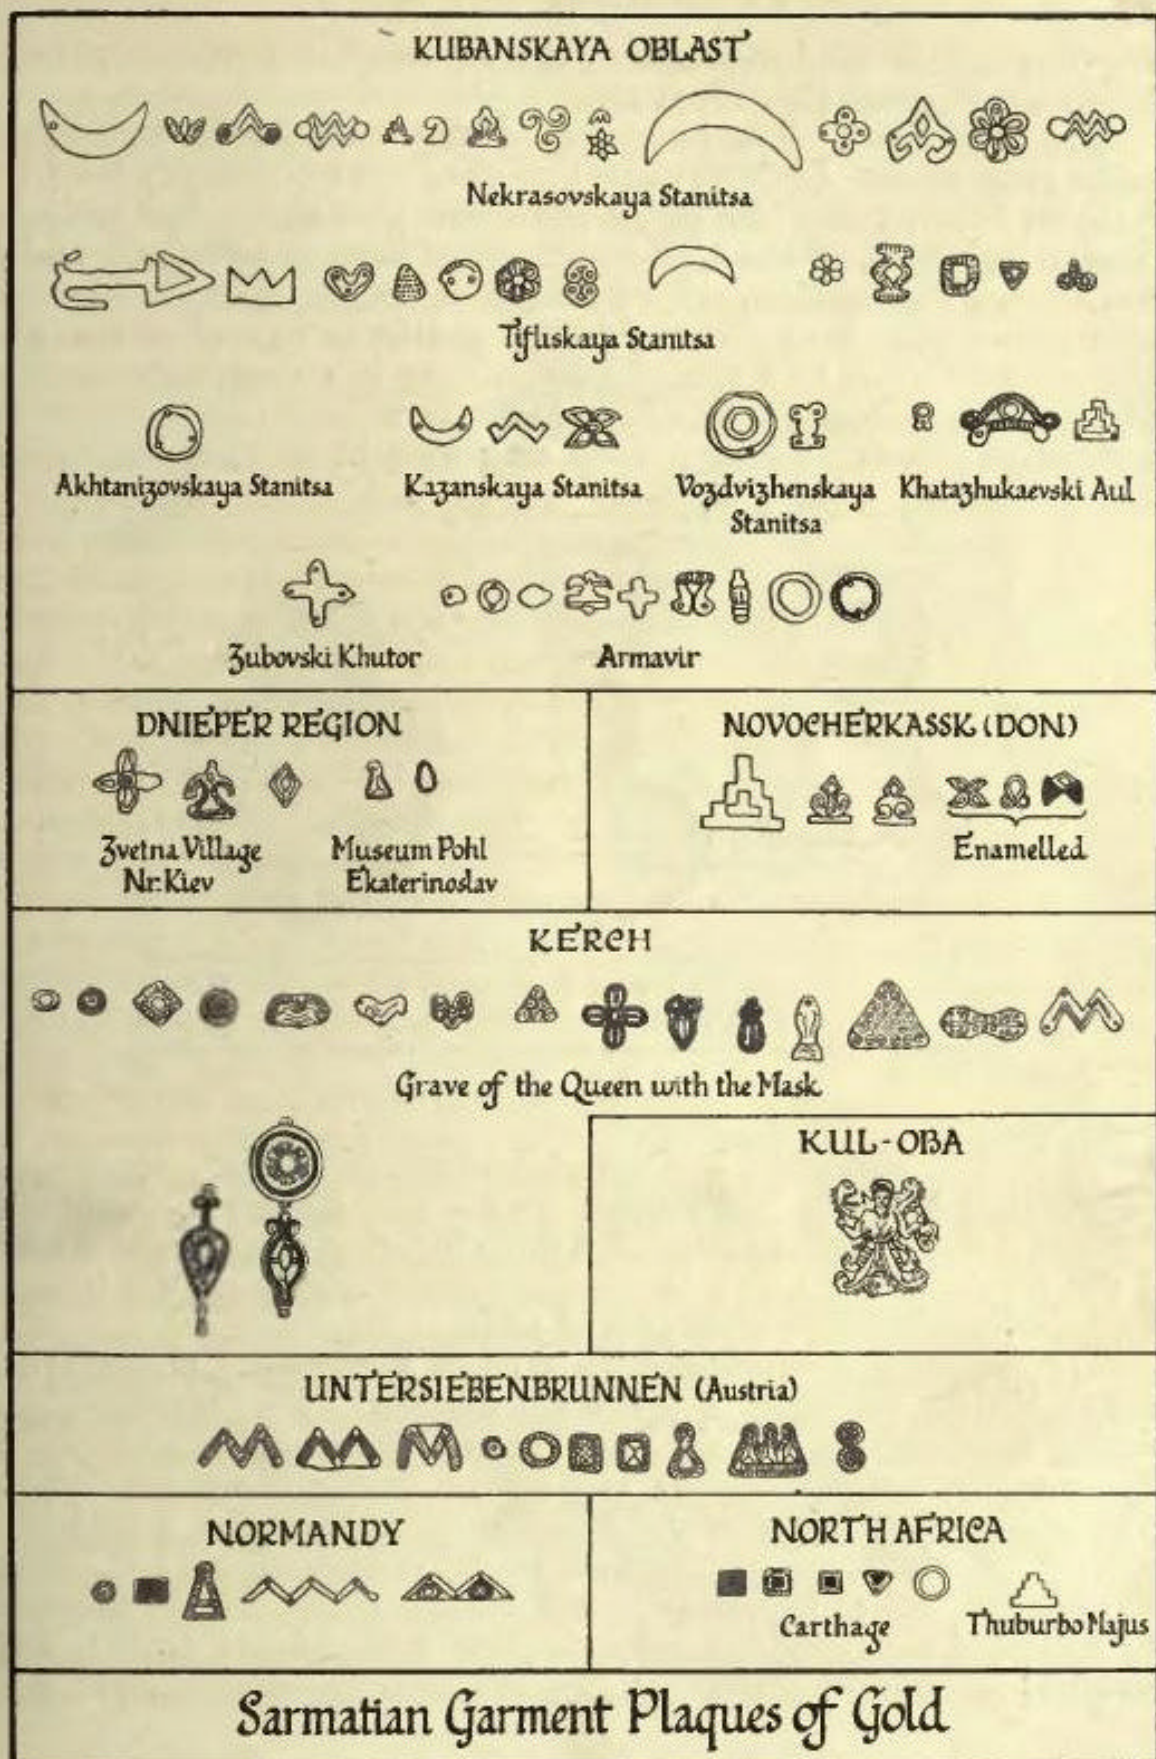 KUBANSKAYA OBLAST
Nekrasovskaya Stanitsa
Tifliskaya Stanitsa
Akhtanizovskaya Stanitsa
Kazanskaya Stanitsa
Vozdvizhenskaya
Stanitsa
Khatazhukaevski Aul
Zubovski Khutor
Armavir
DNIEPER REGION
Zvetna Village
Nr. Kiev
Museum Pohl
Ekaterinoslav
NOVOCHERKASSK (DON)
Enamelled
KERCH
Grave of the Queen with the Mask
KUL-OBA
UNTERSIEBENBRUNNEN (Austria)
NORMANDY
NORTH AFRICA
Carthage
Thuburbo Majus
Sarmatian Garment Plaques of Gold